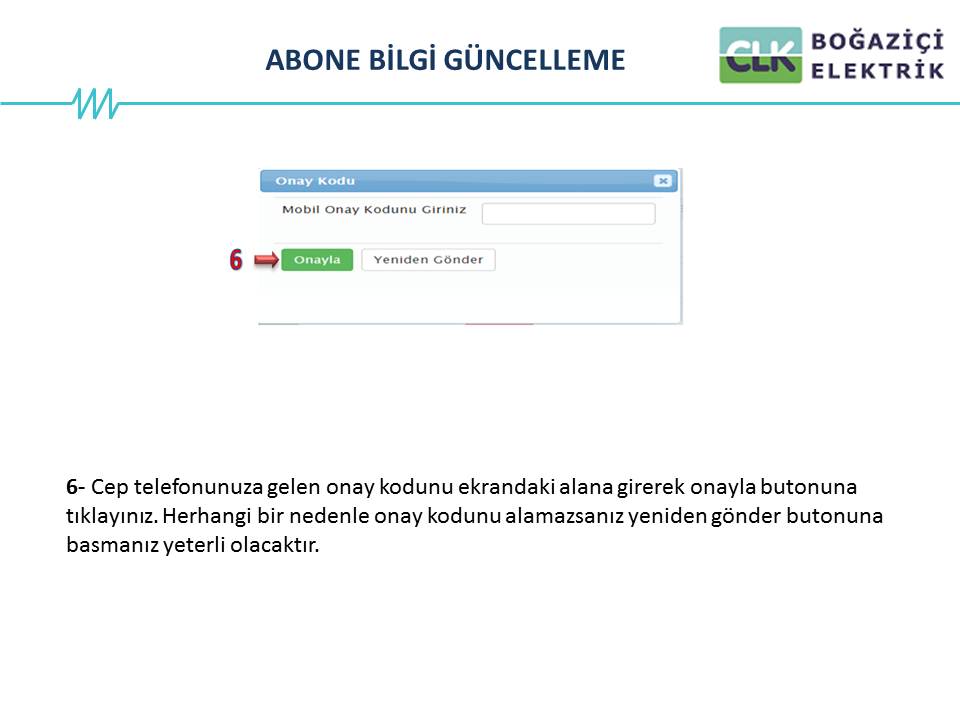 ABONE BİLGİ GÜNCELLEME
CLK BOĞAZİÇİ
ELEKTRİK
Onay Kodu
Mobil Onay Kodunu Giriniz
6 Onayla Yeniden Gönder
6- Cep telefonunuza gelen onay kodunu ekrandaki alana girerek onayla butonuna
tıklayınız. Herhangi bir nedenle onay kodunu alamazsanız yeniden gönder butonuna
basmanız yeterli olacaktır.